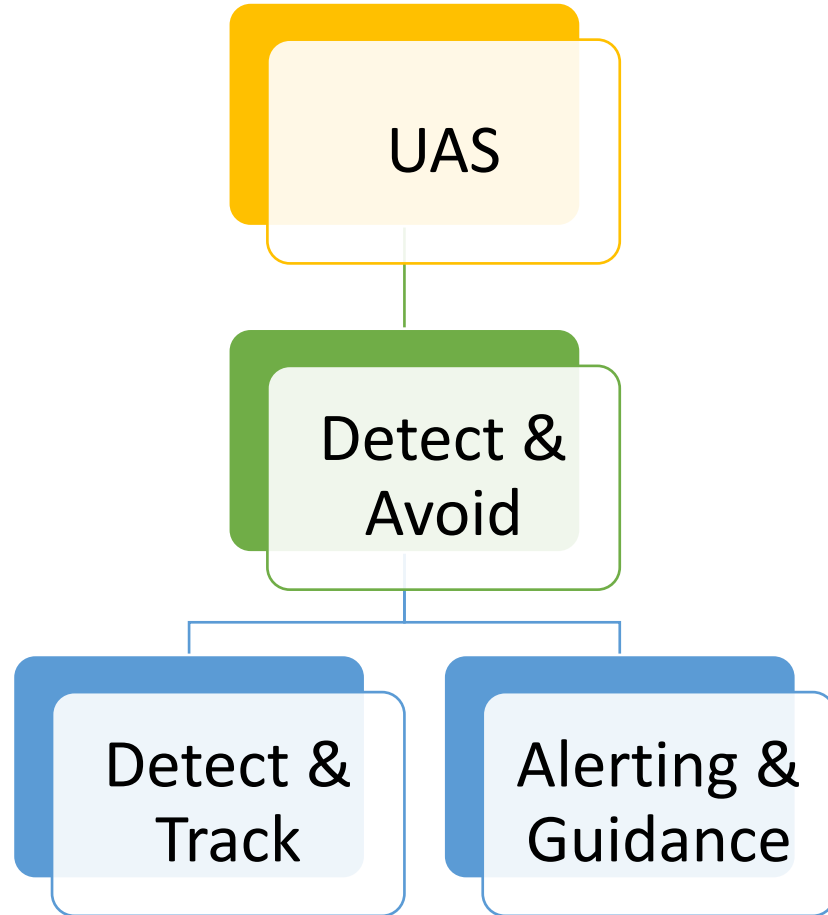 UAS
Detect &
Avoid
Detect &
Track
Alerting &
Guidance